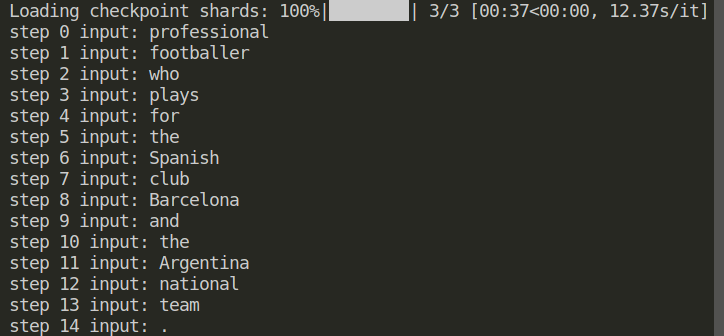 Loading checkpoint shards: 100%|██████████| 3/3 [00:37<00:00, 12.37s/it]
step 0 input: professional
step 1 input: footballer
step 2 input: who
step 3 input: plays
step 4 input: for
step 5 input: the
step 6 input: Spanish
step 7 input: club
step 8 input: Barcelona
step 9 input: and
step 10 input: the
step 11 input: Argentina
step 12 input: national
step 13 input: team
step 14 input: .